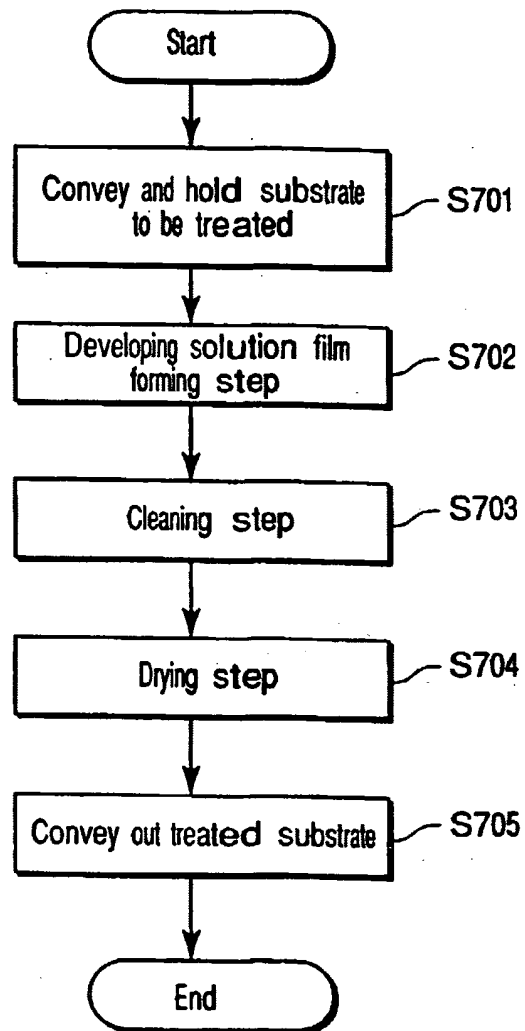 Start
Convey and hold substrate
to be treated
S701
Developing solution film
forming step
S702
Cleaning step
S703
Drying step
S704
Convey out treated substrate
S705
End